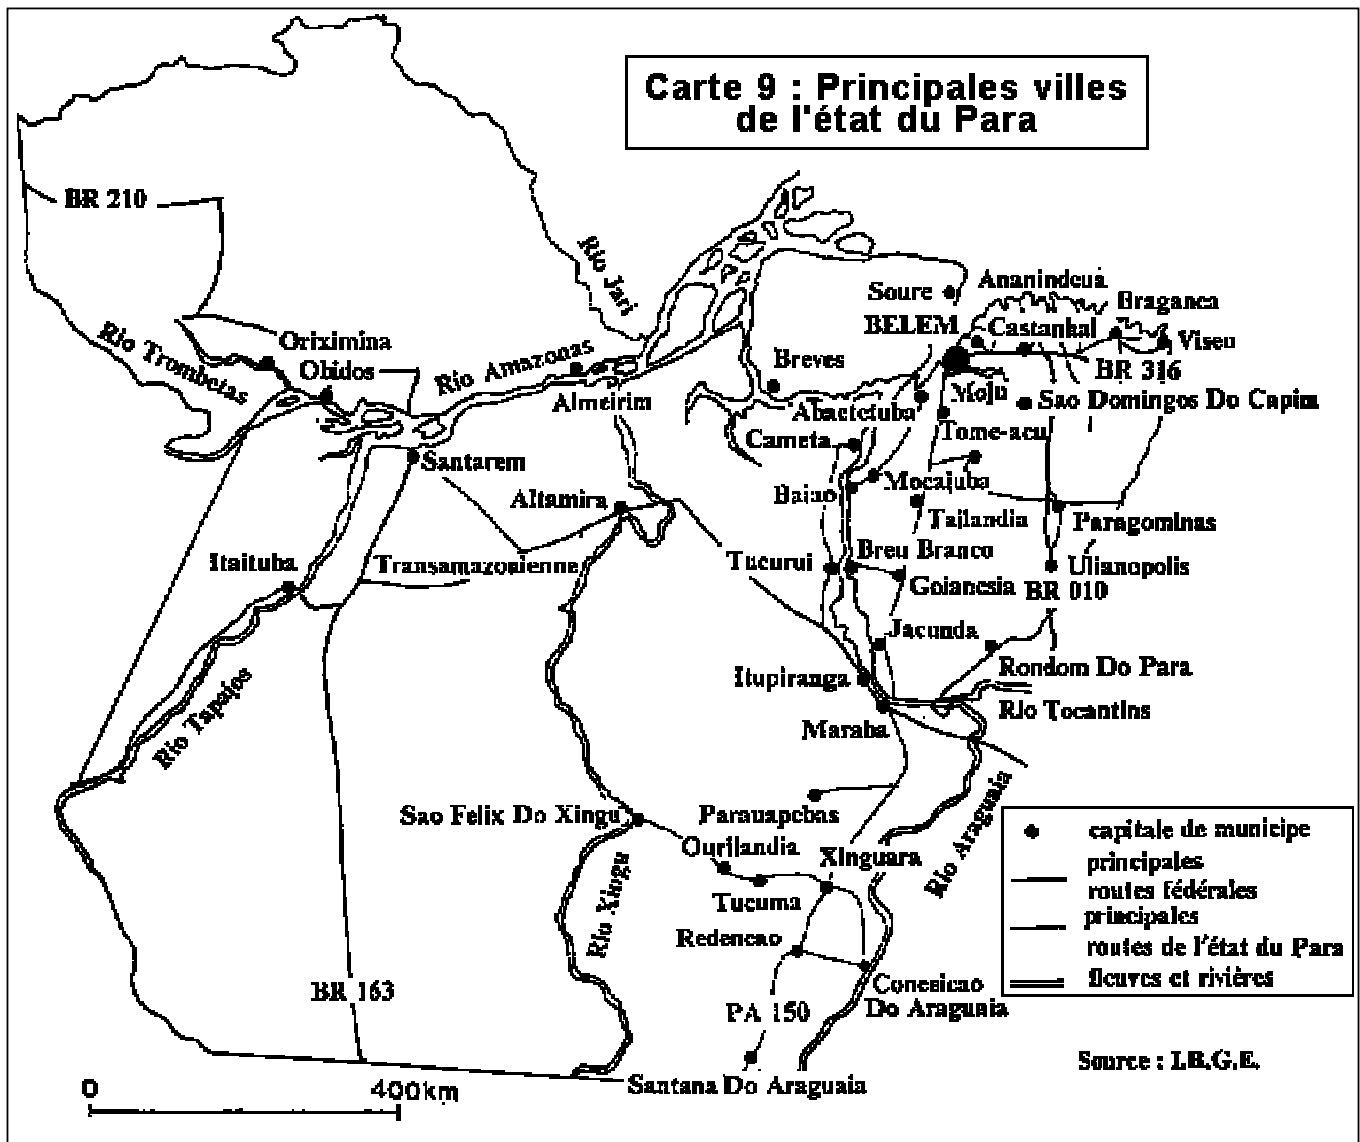 Carte 9 : Principales villes
de l'état du Para
BR 210
Rio Jari
Soure
Ananindeua
Braganca
BELEM
Castanhal
Viseu
Rio Trombetas
Oriximina
Obidos
Rio Amazonas
Almeirim
Breves
BR 316
Abaetetuba
Moju
Sao Domingos Do Capim
Cameta
Tome-acu
Santarem
Altamira
Baiao
Mocajuba
Tailandia
Paragominas
Itaituba
Transamazonienne
Tucurui
Breu Branco
Goianesia
Ulianopolis
BR 010
Jacunda
Itupiranga
Rondom Do Para
Rio Tapajos
Maraba
Rio Tocantins
Sao Felix Do Xingu
Parauapebas
Rio Araguaia
Ourilandia
Xinguara
Tucuma
Rio Xingu
Redencao
Concsicao
Do Araguaia
BR 163
PA 150
Santana Do Araguaia
capitale de municipe
principales
routes fédérales
principales
routes de l'état du Para
fleuves et rivières
Source : I.B.G.E.
0 400km